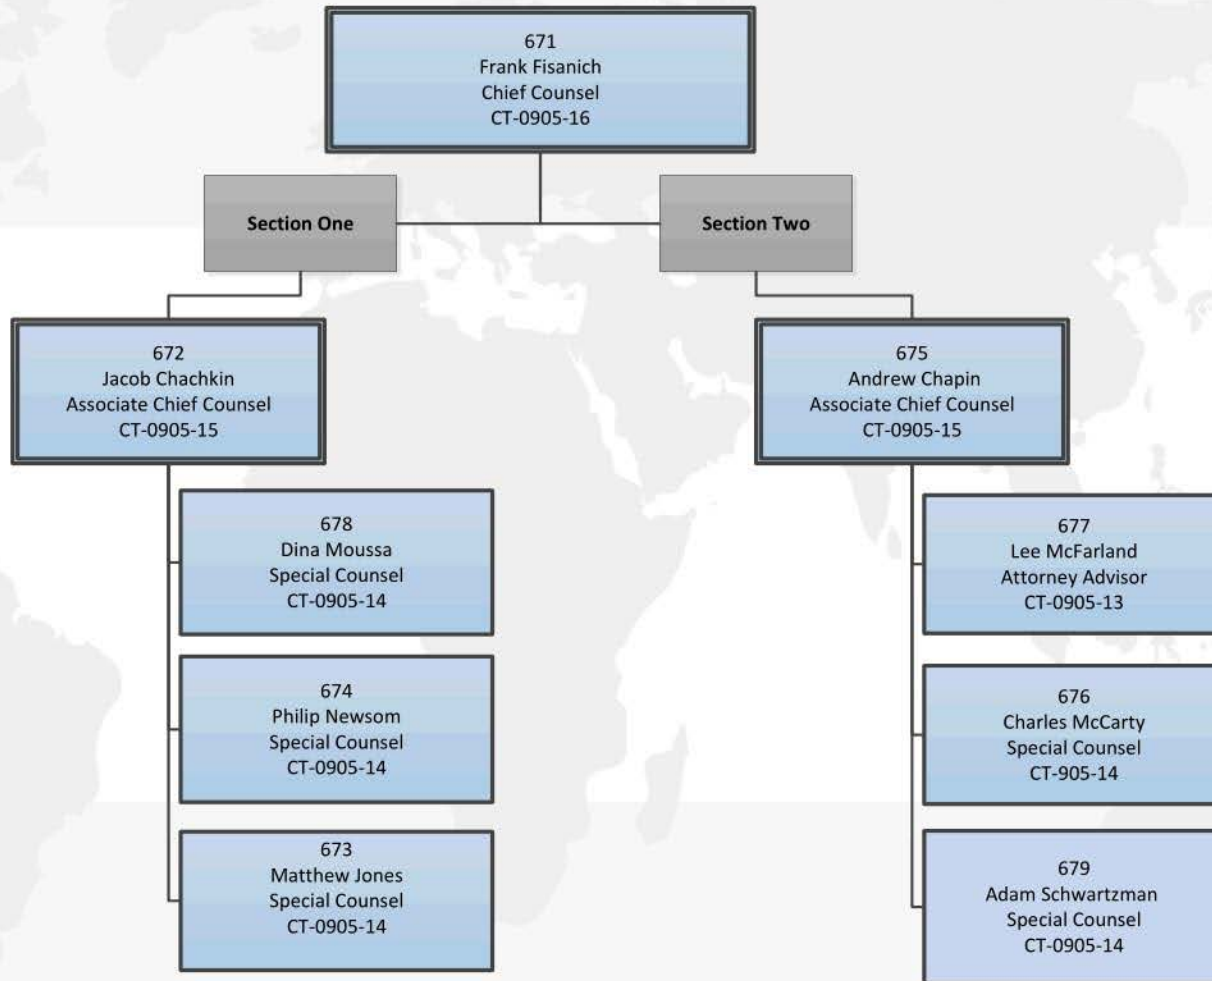 671
Frank Fisanich
Chief Counsel
CT-0905-16
Section One
Section Two
672
Jacob Chachkin
Associate Chief Counsel
CT-0905-15
675
Andrew Chapin
Associate Chief Counsel
CT-0905-15
678
Dina Moussa
Special Counsel
CT-0905-14
674
Philip Newsom
Special Counsel
CT-0905-14
673
Matthew Jones
Special Counsel
CT-0905-14
677
Lee McFarland
Attorney Advisor
CT-0905-13
676
Charles McCarty
Special Counsel
CT-905-14
679
Adam Schwartzman
Special Counsel
CT-0905-14